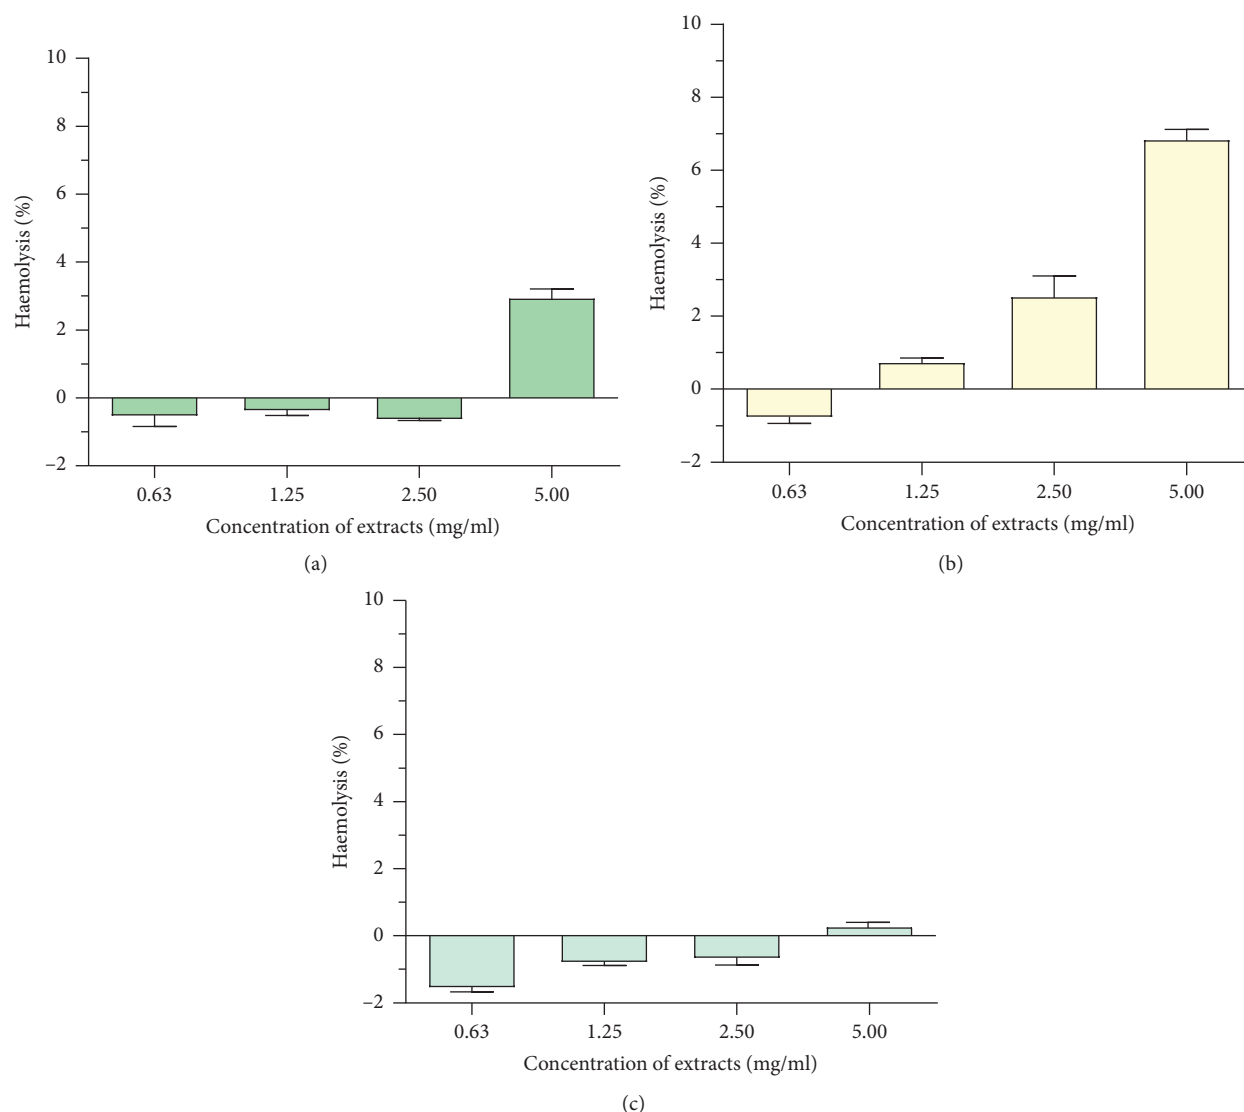 10
8
6
4
2
0
–2
Haemolysis (%)
0.63 1.25 2.50 5.00
Concentration of extracts (mg/ml)
(a)
10
8
6
4
2
0
–2
Haemolysis (%)
0.63 1.25 2.50 5.00
Concentration of extracts (mg/ml)
(b)
10
8
6
4
2
0
–2
Haemolysis (%)
0.63 1.25 2.50 5.00
Concentration of extracts (mg/ml)
(c)